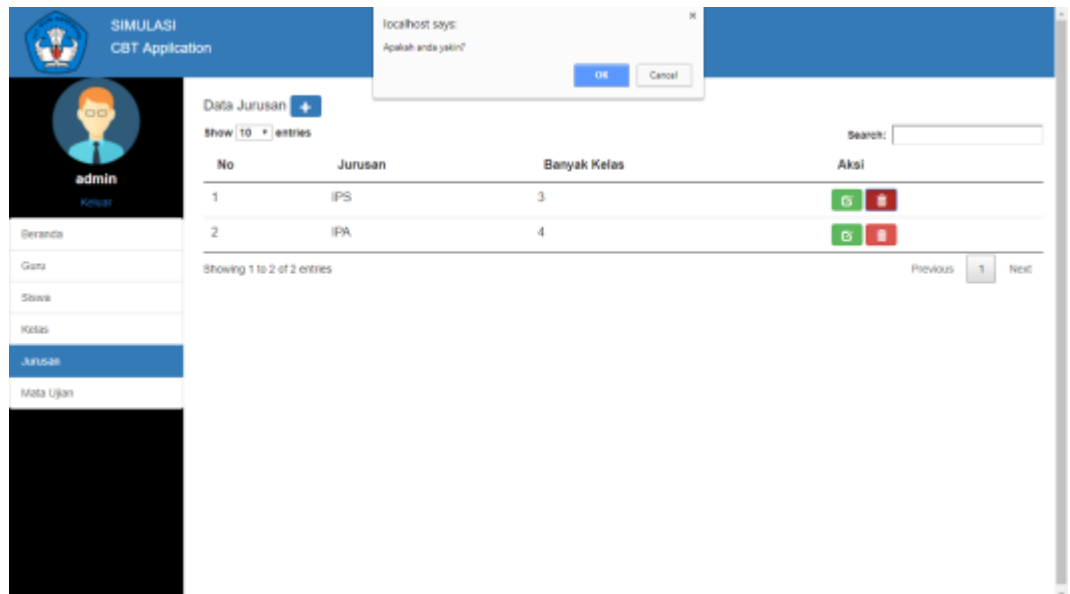 SIMULASI
CBT Application
localhost says:
Apakah anda yakin?
OK
Cancel
admin
Keluar
Beranda
Guru
Siswa
Kelas
Jurusan
Mata Ujian
Data Jurusan +
Show 10 entries
Search:
No Jurusan Banyak Kelas Aksi
1 IPS 3
2 IPA 4
Showing 1 to 2 of 2 entries
Previous 1 Next